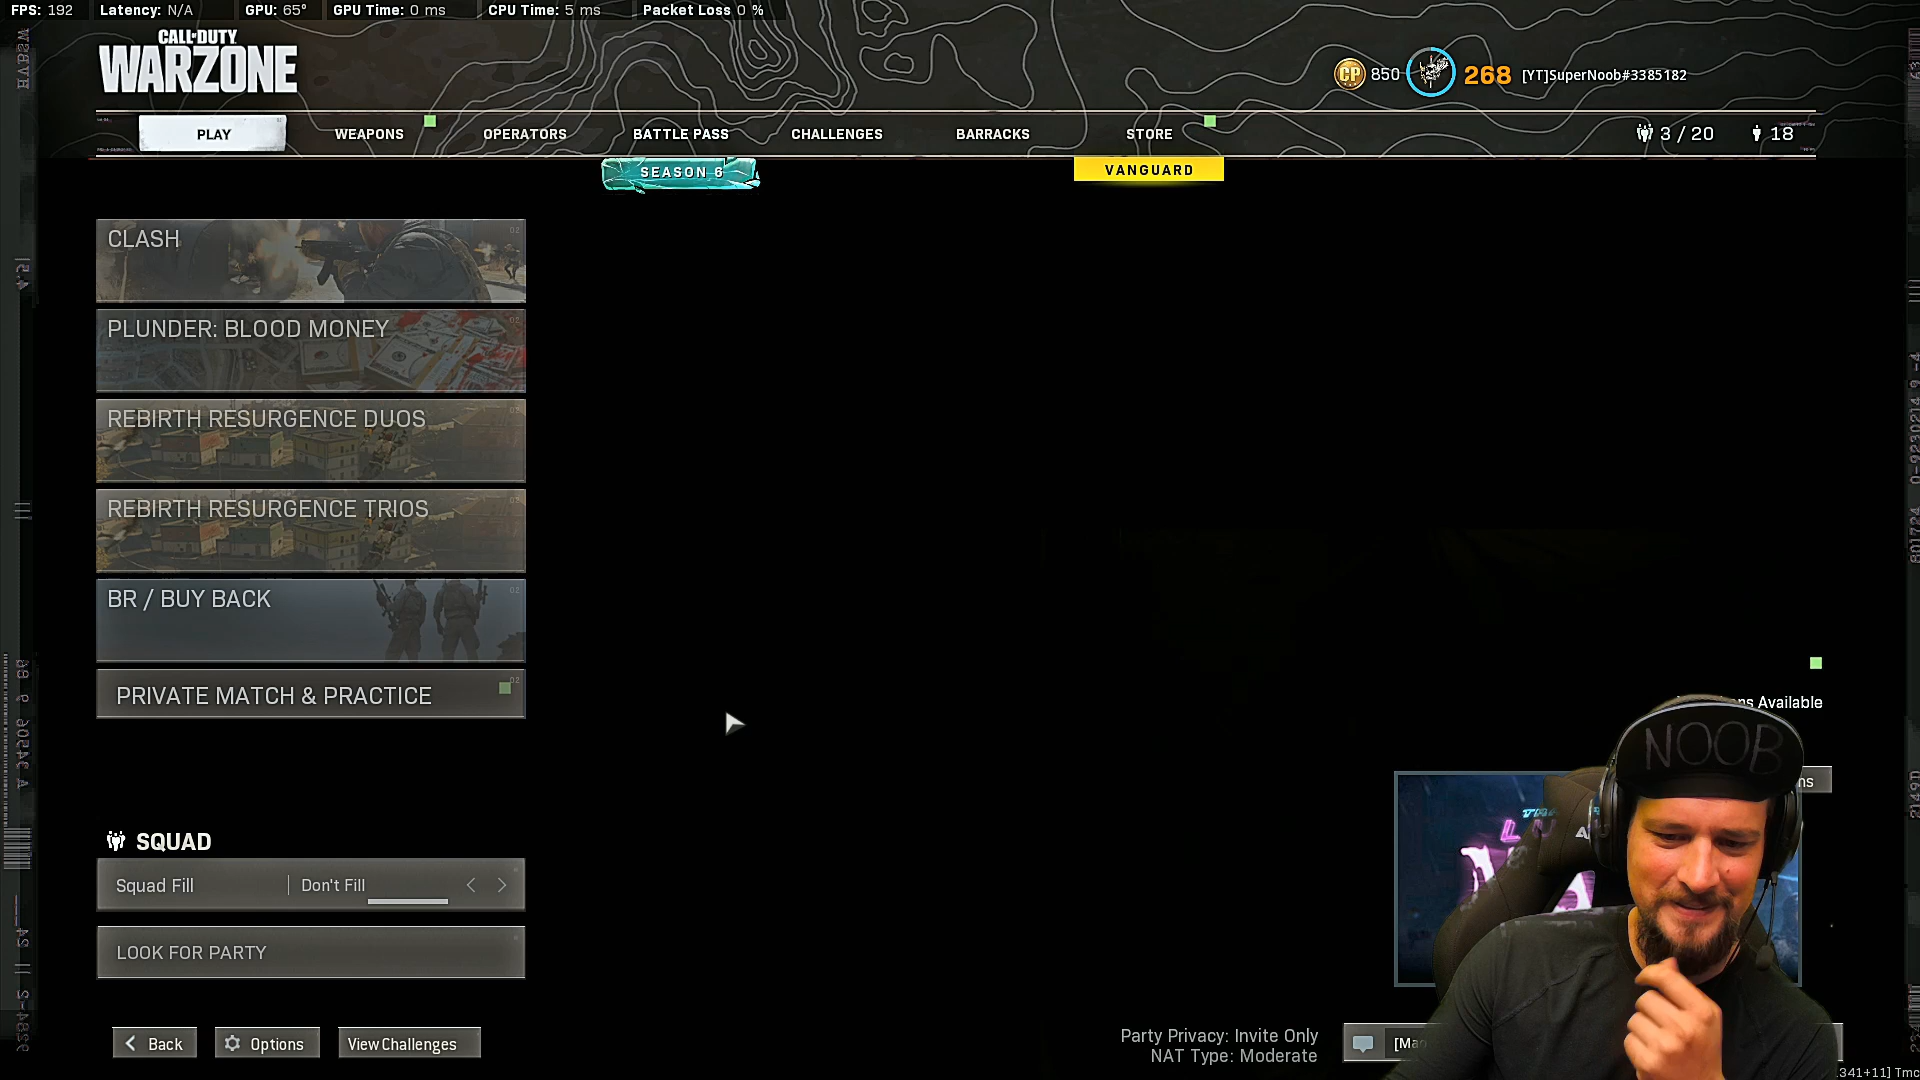 FPS: 192 Latency: N/A GPU: 65° GPU Time: 0 ms CPU Time: 5 ms Packet Loss 0 %
CALL OF DUTY
WARZONE
CP 850 268 [YT]SuperNoob#3385182
PLAY WEAPONS OPERATORS BATTLE PASS CHALLENGES BARRACKS STORE 3 / 20 18
SEASON 6 VANGUARD
CLASH
PLUNDER: BLOOD MONEY
REBIRTH RESURGENCE DUOS
REBIRTH RESURGENCE TRIOS
BR / BUY BACK
PRIVATE MATCH & PRACTICE
Available
NOOB
SQUAD
Squad Fill Don't Fill
LOOK FOR PARTY
Back Options View Challenges
Party Privacy: Invite Only
NAT Type: Moderate